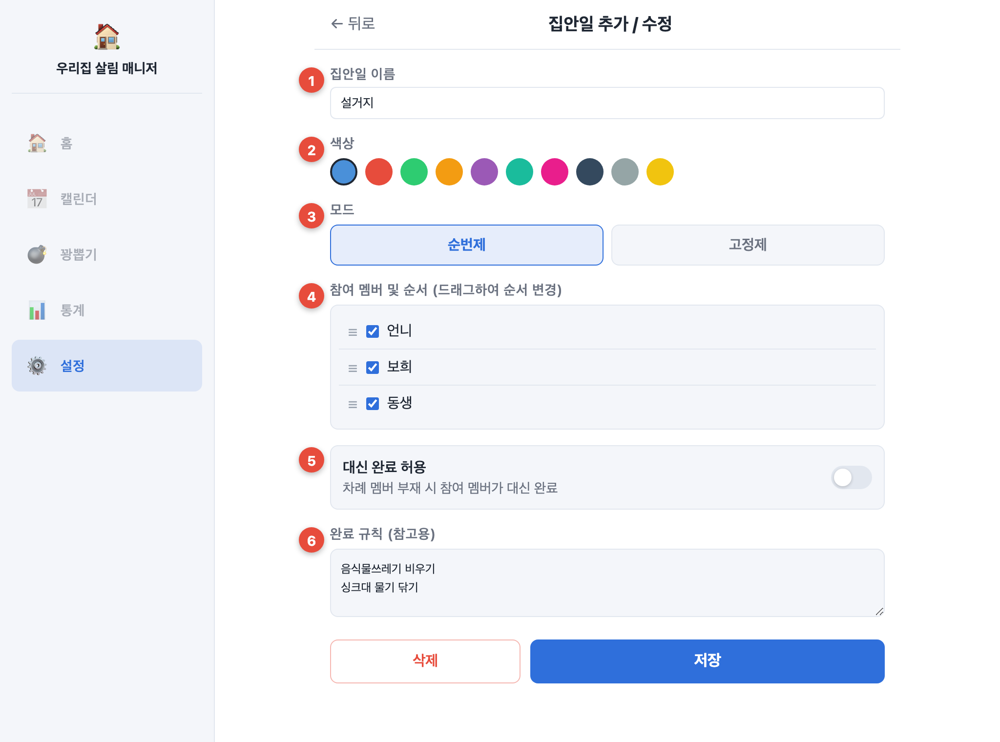 우리집 살림 매니저
홈
JUL 17
캘린더
꽝뽑기
통계
설정
← 뒤로
집안일 추가 / 수정
1 집안일 이름
설거지
2 색상
3 모드
순번제
고정제
4 참여 멤버 및 순서 (드래그하여 순서 변경)
언니
보희
동생
5 대신 완료 허용
차례 멤버 부재 시 참여 멤버가 대신 완료
6 완료 규칙 (참고용)
음식물쓰레기 비우기
싱크대 물기 닦기
삭제
저장